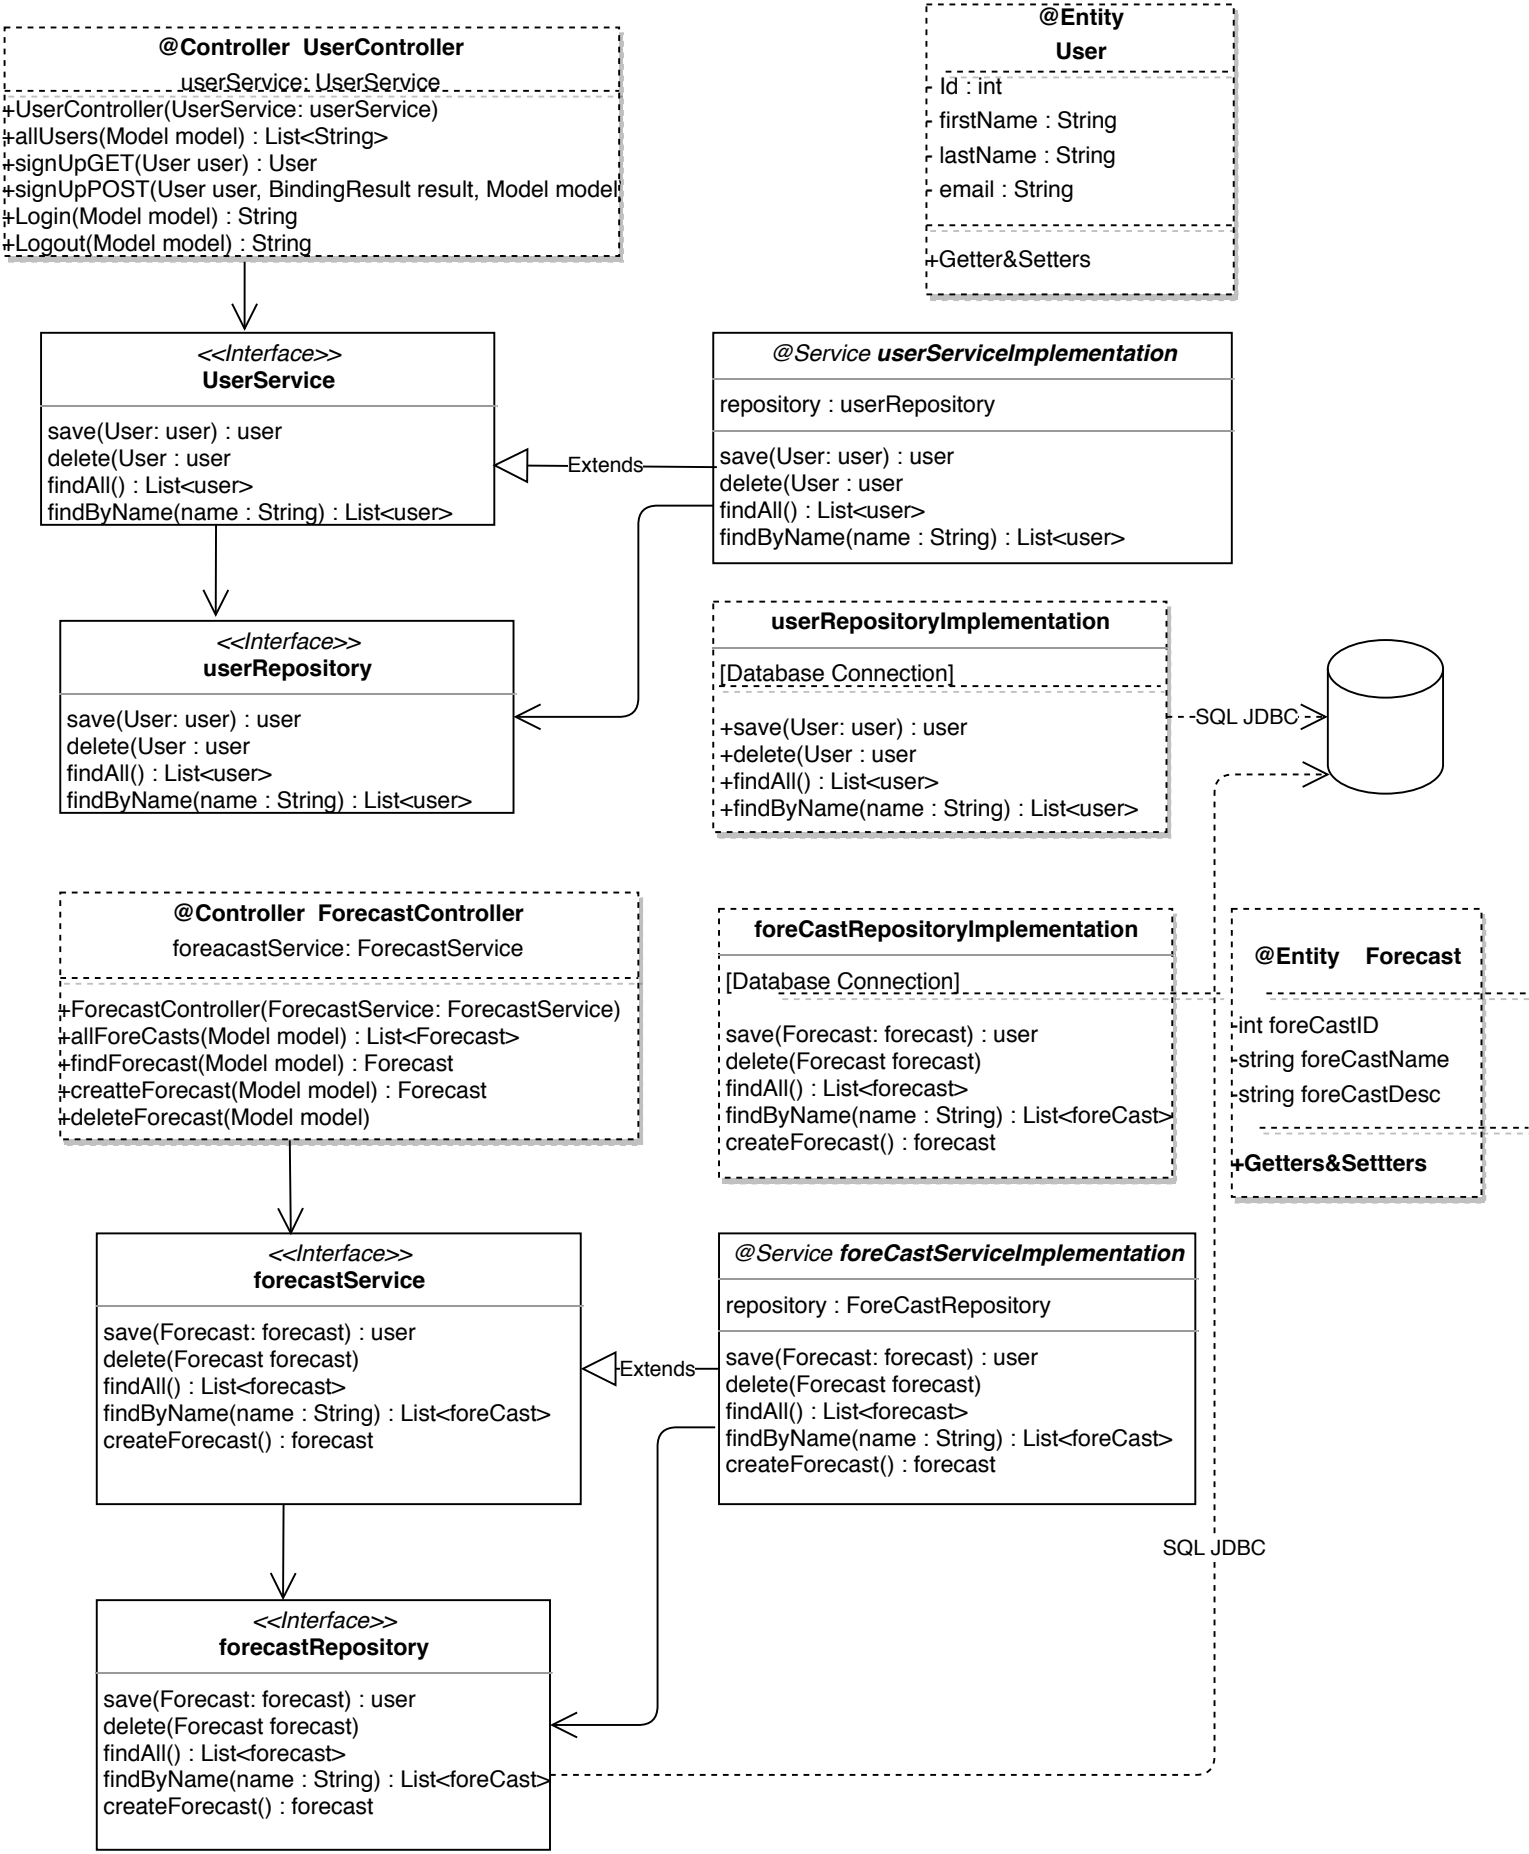 @Controller  UserController
userService: UserService
+UserController(UserService: userService)
+allUsers(Model model) : List<String>
+signUpGET(User user) : User
+signUpPOST(User user, BindingResult result, Model model
+Login(Model model) : String
+Logout(Model model) : String
@Entity
User
- Id : int
- firstName : String
- lastName : String
- email : String
+Getter&Setters
<<Interface>>
UserService
save(User: user) : user
delete(User : user
findAll() : List<user>
findByName(name : String) : List<user>
Extends
@Service userServiceImplementation
repository : userRepository
save(User: user) : user
delete(User : user
findAll() : List<user>
findByName(name : String) : List<user>
<<Interface>>
userRepository
save(User: user) : user
delete(User : user
findAll() : List<user>
findByName(name : String) : List<user>
userRepositoryImplementation
[Database Connection]
+save(User: user) : user
+delete(User : user
+findAll() : List<user>
+findByName(name : String) : List<user>
SQL JDBC
@Controller  ForecastController
foreacastService: ForecastService
+ForecastController(ForecastService: ForecastService)
+allForeCasts(Model model) : List<Forecast>
+findForecast(Model model) : Forecast
+creatteForecast(Model model) : Forecast
+deleteForecast(Model model)
foreCastRepositoryImplementation
[Database Connection]
save(Forecast: forecast) : user
delete(Forecast forecast)
findAll() : List<forecast>
findByName(name : String) : List<foreCast>
createForecast() : forecast
@Entity    Forecast
-int foreCastID
-string foreCastName
-string foreCastDesc
+Getters&Settters
<<Interface>>
forecastService
save(Forecast: forecast) : user
delete(Forecast forecast)
findAll() : List<forecast>
findByName(name : String) : List<foreCast>
createForecast() : forecast
Extends
@Service foreCastServiceImplementation
repository : ForeCastRepository
save(Forecast: forecast) : user
delete(Forecast forecast)
findAll() : List<forecast>
findByName(name : String) : List<foreCast>
createForecast() : forecast
SQL JDBC
<<Interface>>
forecastRepository
save(Forecast: forecast) : user
delete(Forecast forecast)
findAll() : List<forecast>
findByName(name : String) : List<foreCast>
createForecast() : forecast